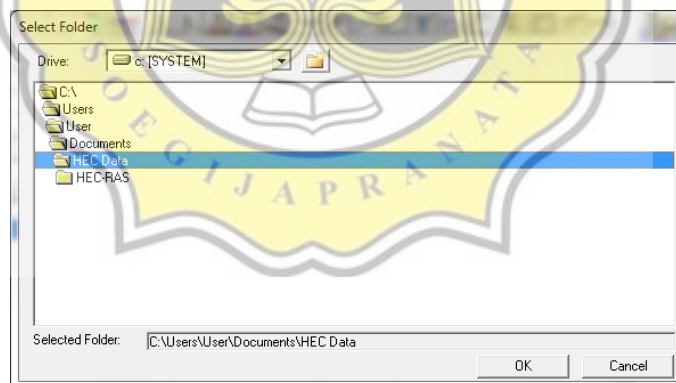 Select Folder
Drive: c: [SYSTEM]
C:\
Users
User
Documents
HEC Data
HEC-RAS
SOEGIJAPRANATA
Selected Folder: C:\Users\User\Documents\HEC Data
OK Cancel